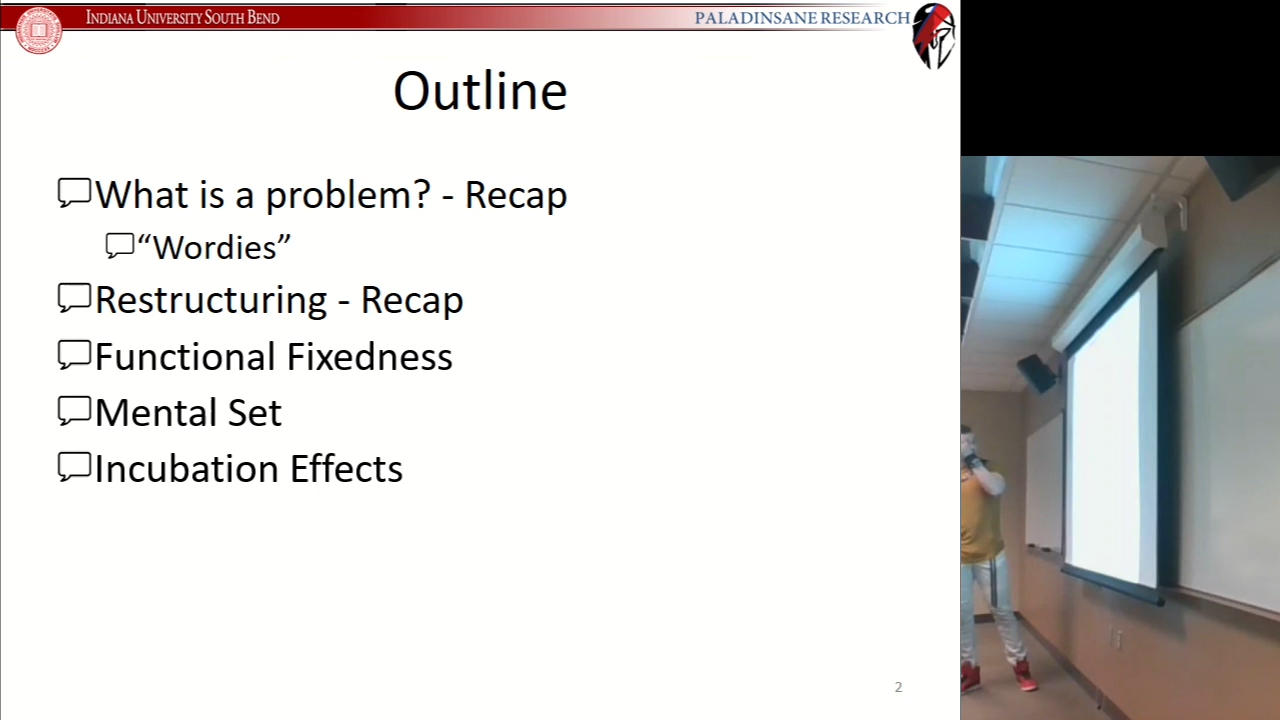 INDIANA UNIVERSITY SOUTH BEND
PALADINSANE RESEARCH
Outline
What is a problem? - Recap
“Wordies”
Restructuring - Recap
Functional Fixedness
Mental Set
Incubation Effects
2